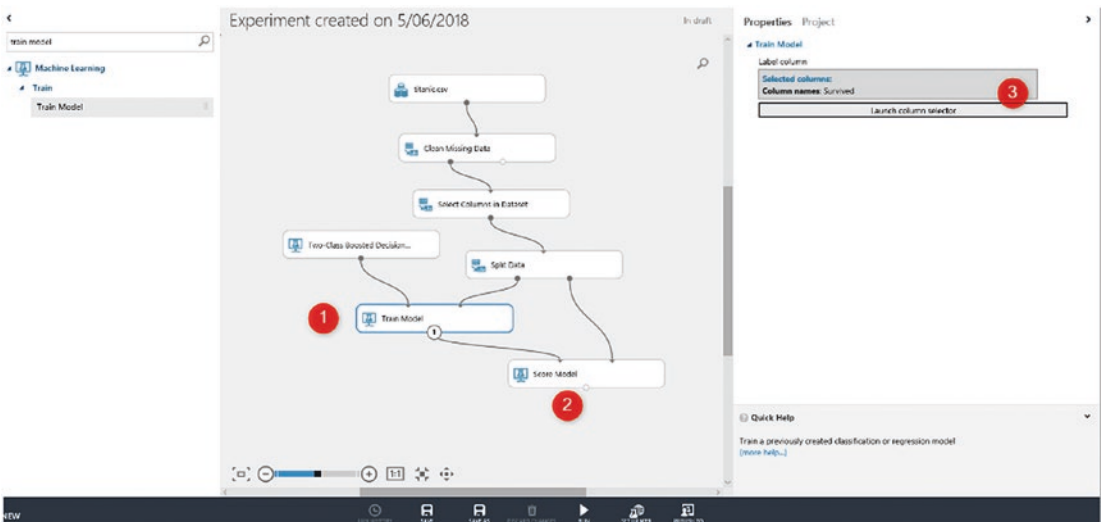 Experiment created on 5/06/2018
In draft
train model
Machine Learning
Train
Train Model
titanic.csv
Clean Missing Data
Select Columns in Dataset
Two-Class Boosted Decision...
Split Data
1
Train Model
1
Score Model
2
Properties Project
Train Model
Label column
Selected columns:
Column names: Survived
3
Launch column selector
Quick Help
Train a previously created classification or regression model
(more help...)
1:1
NEW